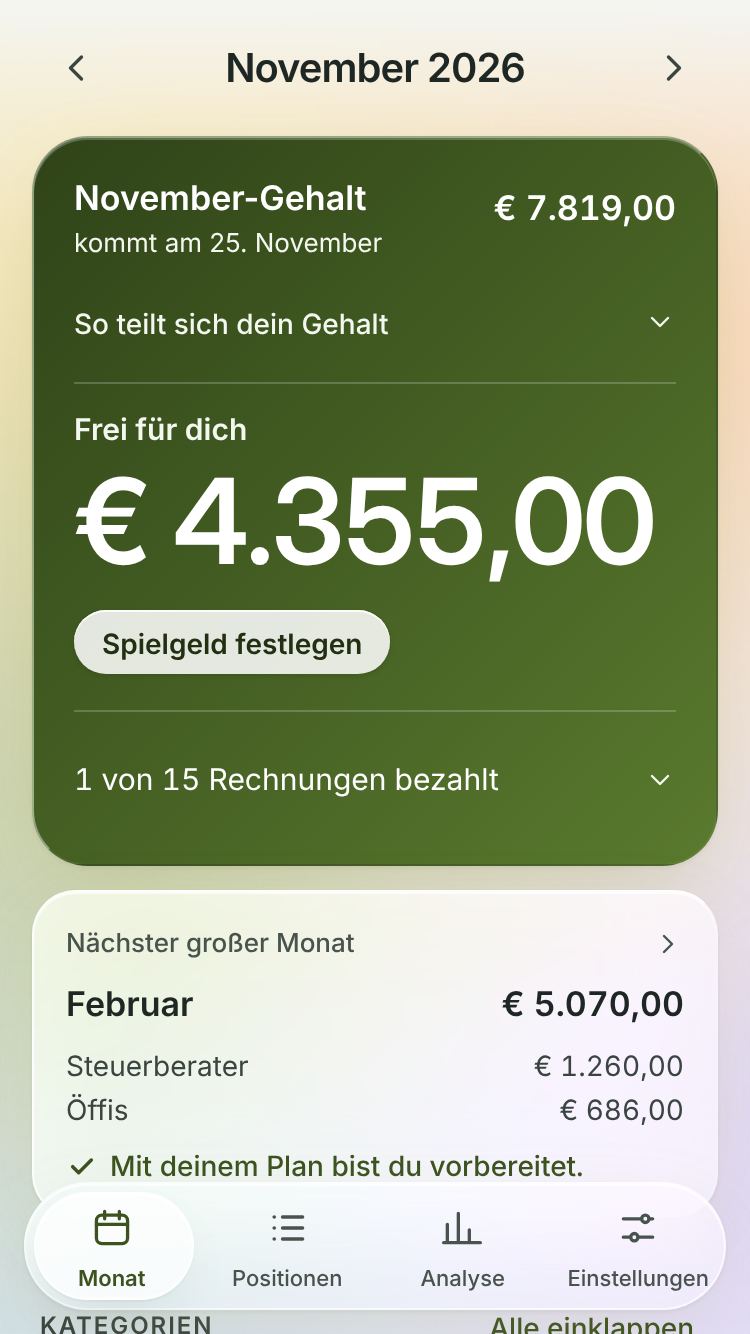 November 2026
November-Gehalt
€ 7.819,00
kommt am 25. November
So teilt sich dein Gehalt
Frei für dich
€ 4.355,00
Spielgeld festlegen
1 von 15 Rechnungen bezahlt
Nächster großer Monat
Februar € 5.070,00
Steuerberater € 1.260,00
Öffis € 686,00
Mit deinem Plan bist du vorbereitet.
Monat Positionen Analyse Einstellungen
KATEGORIEN Alle einklappen